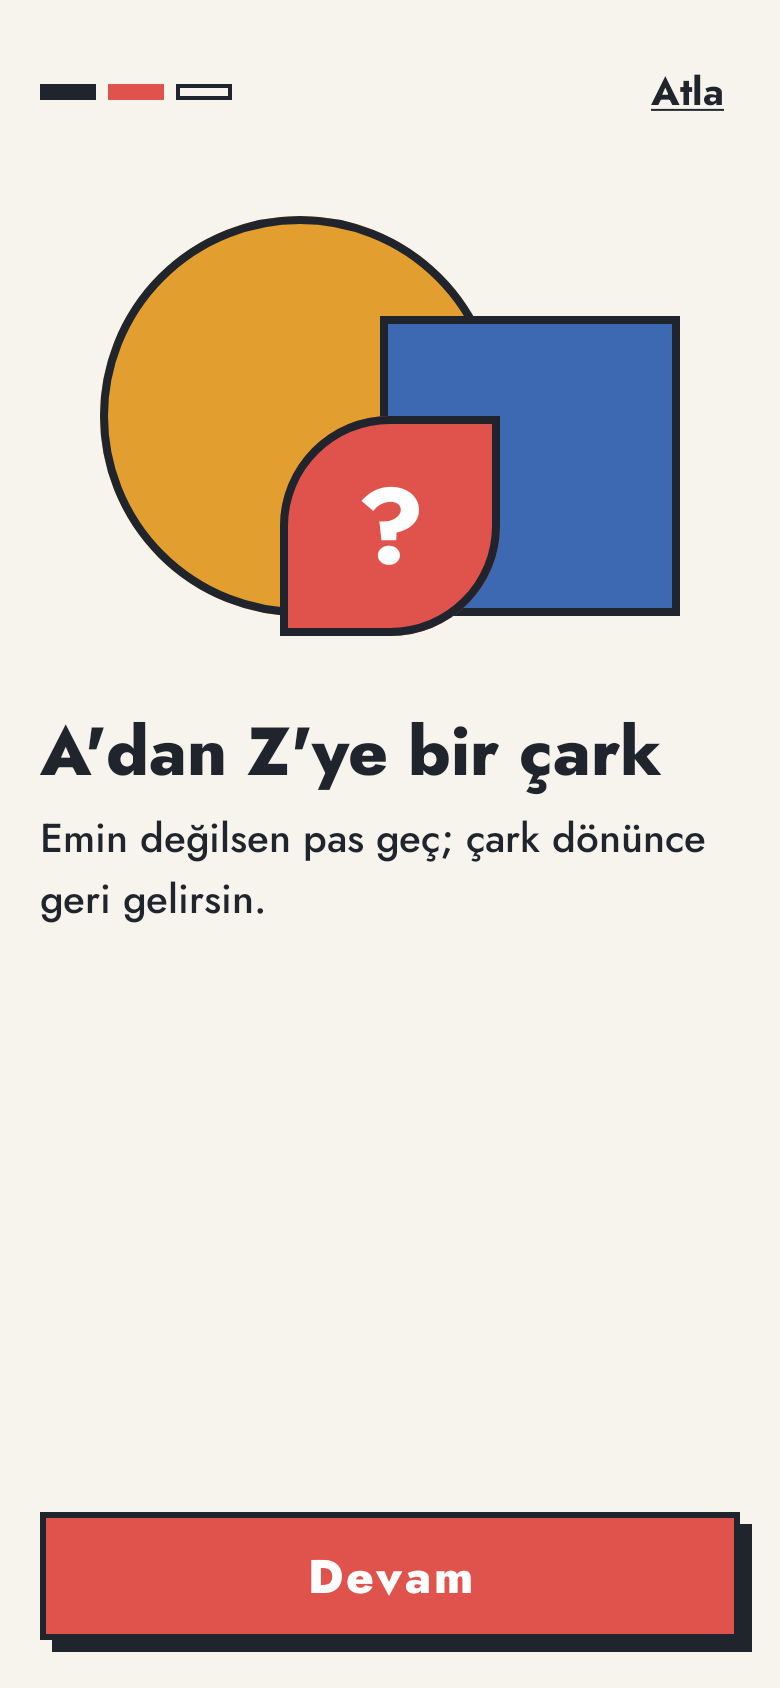 Atla
?
A'dan Z'ye bir çark
Emin değilsen pas geç; çark dönünce
geri gelirsin.
Devam